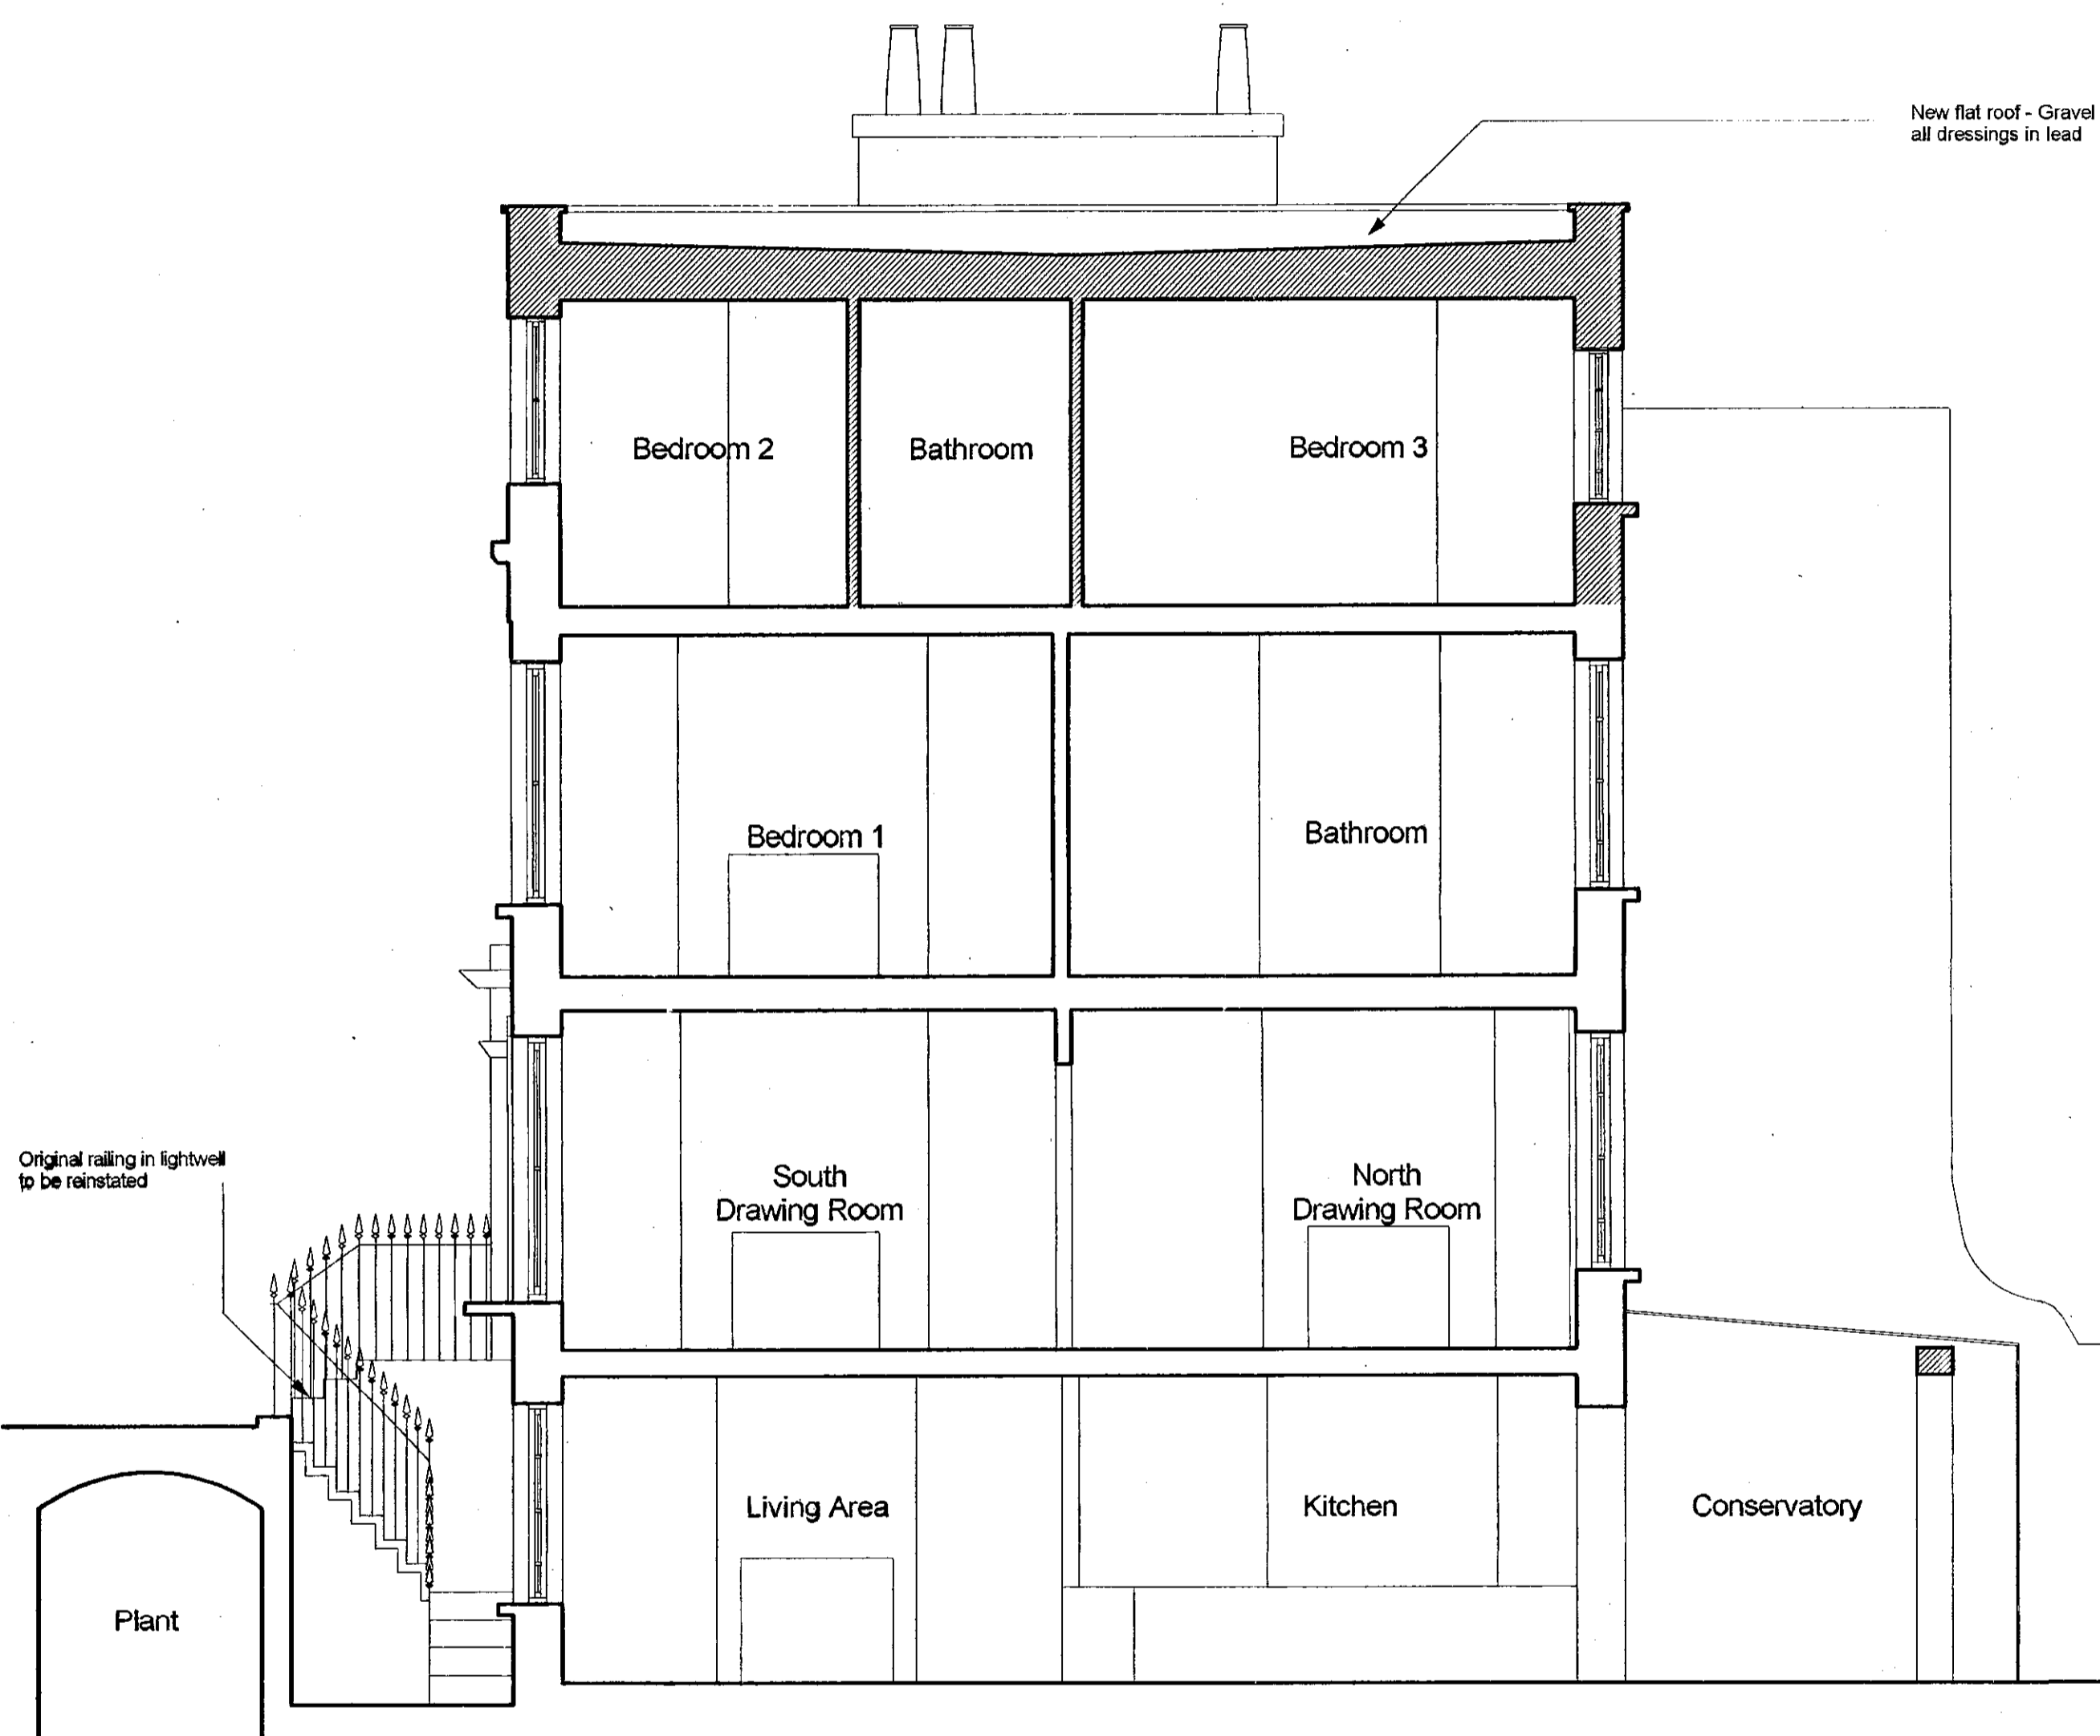 New flat roof - Gravel
all dressings in lead
Bedroom 2
Bathroom
Bedroom 3
Bedroom 1
Bathroom
Original railing in lightwell
to be reinstated
South
Drawing Room
North
Drawing Room
Living Area
Kitchen
Conservatory
Plant